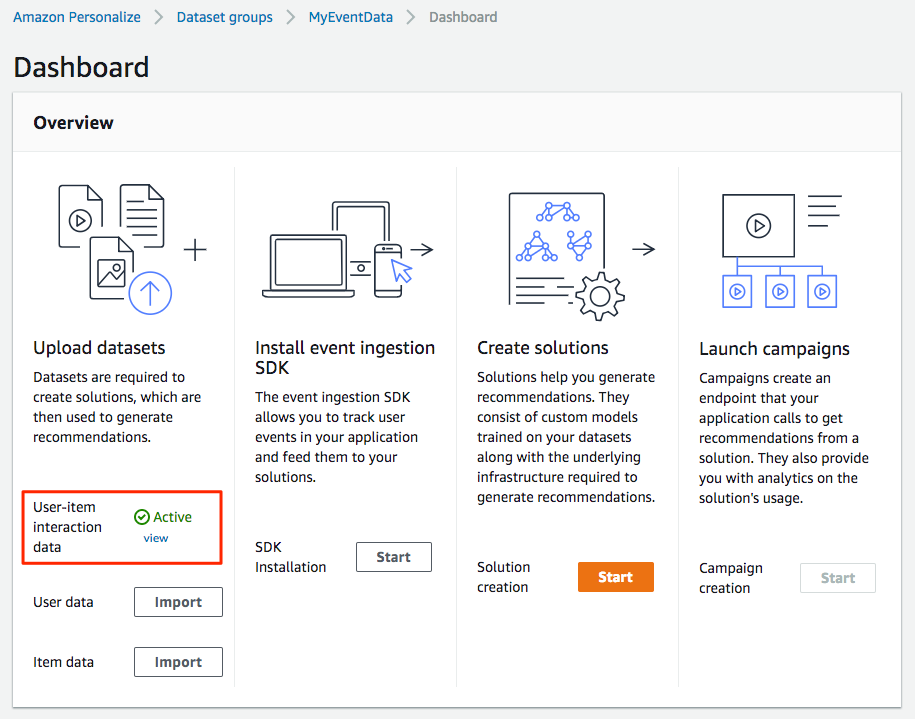 Amazon Personalize > Dataset groups > MyEventData > Dashboard
Dashboard
Overview
Upload datasets
Datasets are required to
create solutions, which are
then used to generate
recommendations.
User-item
interaction
data
Active
view
User data
Import
Item data
Import
Install event ingestion
SDK
The event ingestion SDK
allows you to track user
events in your application
and feed them to your
solutions.
SDK
Installation
Start
Create solutions
Solutions help you generate
recommendations. They
consist of custom models
trained on your datasets
along with the underlying
infrastructure required to
generate recommendations.
Solution
creation
Start
Launch campaigns
Campaigns create an
endpoint that your
application calls to get
recommendations from a
solution. They also provide
you with analytics on the
solution's usage.
Campaign
creation
Start